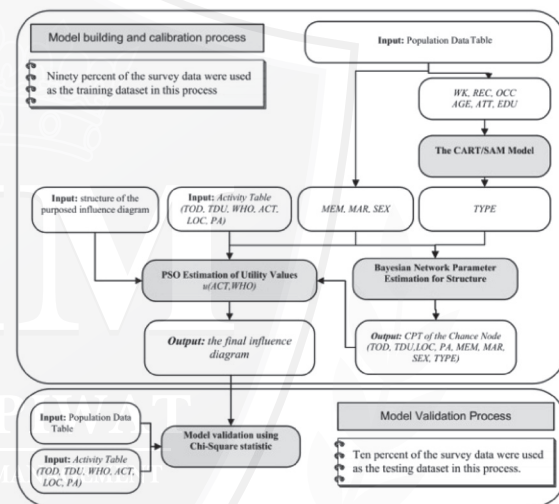 Model building and calibration process
Ninety percent of the survey data were used
as the training dataset in this process
Input: Population Data Table
WK, REC, OCC
AGE, ATT, EDU
The CART/SAM Model
Input: structure of the
purposed influence diagram
Input: Activity Table
(TOD, TDU, WHO, ACT,
LOC, PA)
MEM, MAR, SEX
TYPE
PSO Estimation of Utility Values
u(ACT,WHO)
Bayesian Network Parameter
Estimation for Structure
Output: the final influence
diagram
Output: CPT of the Chance Node
(TOD, TDU,LOC, PA, MEM, MAR,
SEX, TYPE)
Input: Population Data
Table
Input: Activity Table
(TOD, TDU, WHO, ACT,
LOC, PA)
Model validation using
Chi-Square statistic
Model Validation Process
Ten percent of the survey data were used
as the testing dataset in this process.